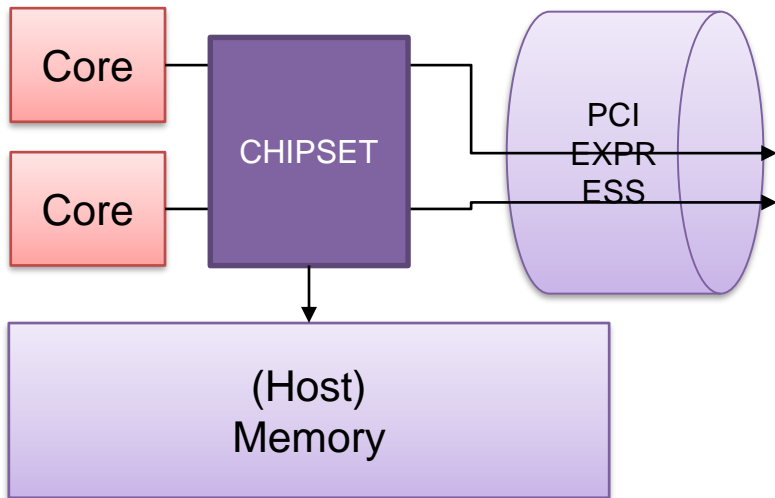 Core
CHIPSET
PCI
EXPR
ESS
Core
(Host)
Memory